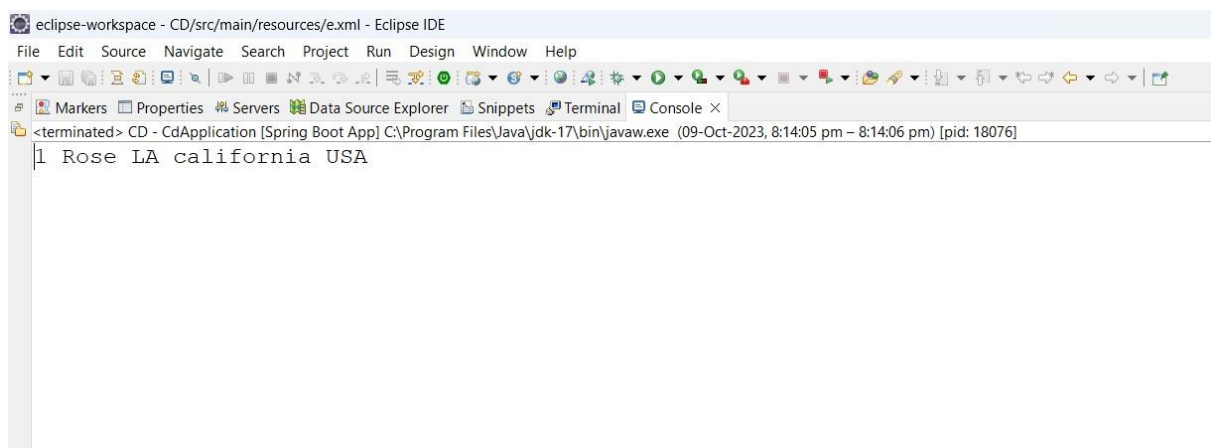 eclipse-workspace - CD/src/main/resources/e.xml - Eclipse IDE
File Edit Source Navigate Search Project Run Design Window Help
Markers Properties Servers Data Source Explorer Snippets Terminal Console
<terminated> CD - CdApplication [Spring Boot App] C:\Program Files\Java\jdk-17\bin\javaw.exe (09-Oct-2023, 8:14:05 pm – 8:14:06 pm) [pid: 18076]
1 Rose LA california USA